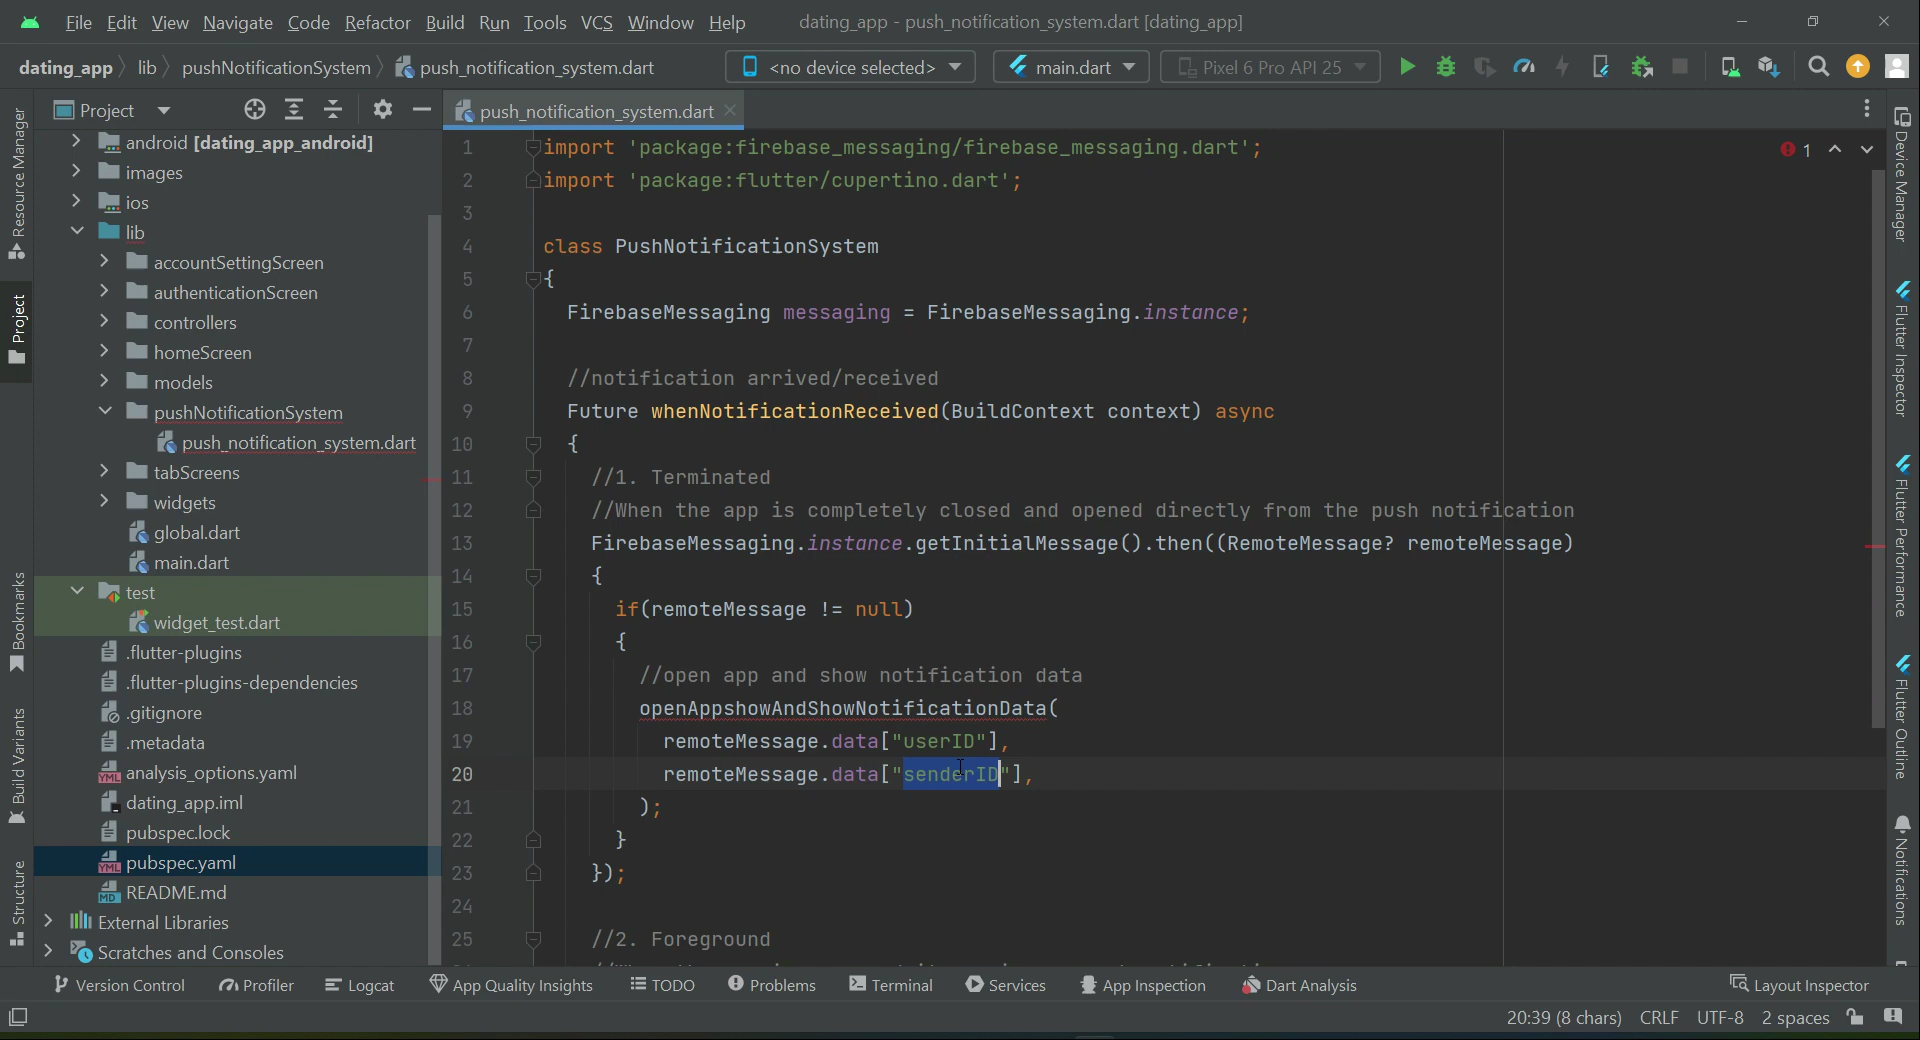 File Edit View Navigate Code Refactor Build Run Tools VCS Window Help dating_app - push_notification_system.dart [dating_app]
dating_app lib pushNotificationSystem push_notification_system.dart <no device selected> main.dart Pixel 6 Pro API 25
Project
push_notification_system.dart
Resource Manager
Project
Bookmarks
Build Variants
Structure
android [dating_app_android]
images
ios
lib
accountSettingScreen
authenticationScreen
controllers
homeScreen
models
pushNotificationSystem
push_notification_system.dart
tabScreens
widgets
global.dart
main.dart
test
widget_test.dart
.flutter-plugins
.flutter-plugins-dependencies
.gitignore
.metadata
analysis_options.yaml
dating_app.iml
pubspec.lock
pubspec.yaml
README.md
External Libraries
Scratches and Consoles
1 import 'package:firebase_messaging/firebase_messaging.dart';
2 import 'package:flutter/cupertino.dart';
3
4 class PushNotificationSystem
5 {
6 FirebaseMessaging messaging = FirebaseMessaging.instance;
7
8 //notification arrived/received
9 Future whenNotificationReceived(BuildContext context) async
10 {
11 //1. Terminated
12 //When the app is completely closed and opened directly from the push notification
13 FirebaseMessaging.instance.getInitialMessage().then((RemoteMessage? remoteMessage)
14 {
15 if(remoteMessage != null)
16 {
17 //open app and show notification data
18 openAppshowAndShowNotificationData(
19 remoteMessage.data["userID"],
20 remoteMessage.data["senderID"],
21 );
22 }
23 });
24
25 //2. Foreground
1
Device Manager
Flutter Inspector
Flutter Performance
Flutter Outline
Notifications
Version Control Profiler Logcat App Quality Insights TODO Problems Terminal Services App Inspection Dart Analysis Layout Inspector
20:39 (8 chars) CRLF UTF-8 2 spaces